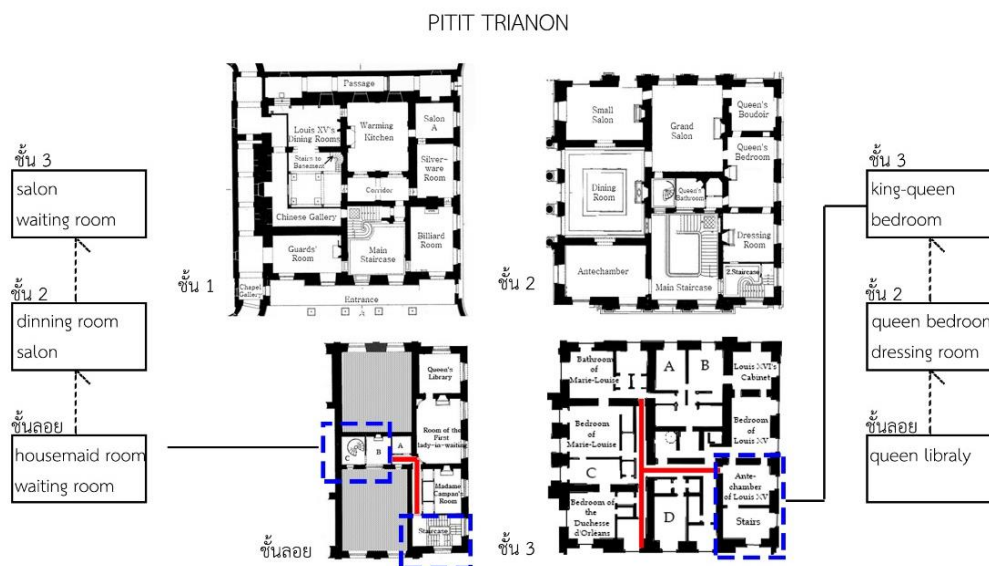 PITIT TRIANON
ชั้น 3
salon
waiting room
ชั้น 2
dinning room
salon
ชั้นลอย
housemaid room
waiting room
Passage
Louis XV's
Dining Rooms
Warming
Kitchen
Salon
A
Stairs to
Basement
Silver-
ware Room
Corridor
Chinese Gallery
Guards'
Room
Main
Staircase
Billiard
Room
Chapel
Gallery
Entrance
ชั้น 1
Small
Salon
Grand
Salon
Queen's
Boudoir
Queen's
Bedroom
Dining
Room
Queen's
Bathroom
Dressing
Room
Antechamber
Main Staircase
2.Staircase
ชั้น 2
Queen's
Library
Room of the
First
lady-in-waiting
A
B
C
Madame
Campan's
Room
Staircase
ชั้นลอย
Bathroom
of
Marie-Louise
I
A
B
Louis XVI's
Cabinet
Bedroom
of
Marie-Louise
Bedroom
of
Louis XV
C
Ante-
chamber
of Louis XV
Bedroom
of the
Duchesse
d'Orleans
D
Stairs
ชั้น 3
ชั้น 3
king-queen
bedroom
ชั้น 2
queen bedroom
dressing room
ชั้นลอย
queen libraly